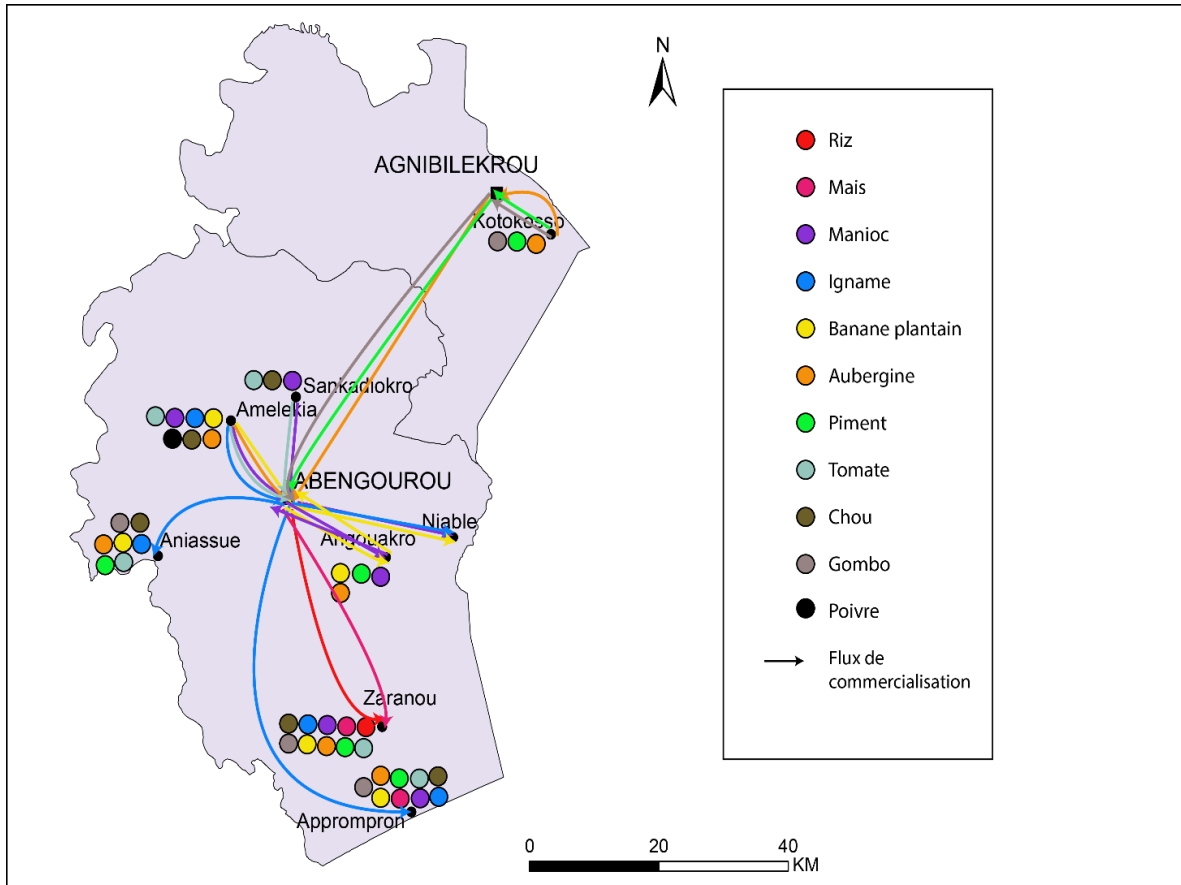 N
AGNIBILEKROU
Kotokosso
Sankadiokro
Amelekia
ABENGOUROU
Niable
Angouakro
Aniassue
Zaranou
Apprompron
0 20 40
KM
Riz
Mais
Manioc
Igname
Banane plantain
Aubergine
Piment
Tomate
Chou
Gombo
Poivre
Flux de
commercialisation